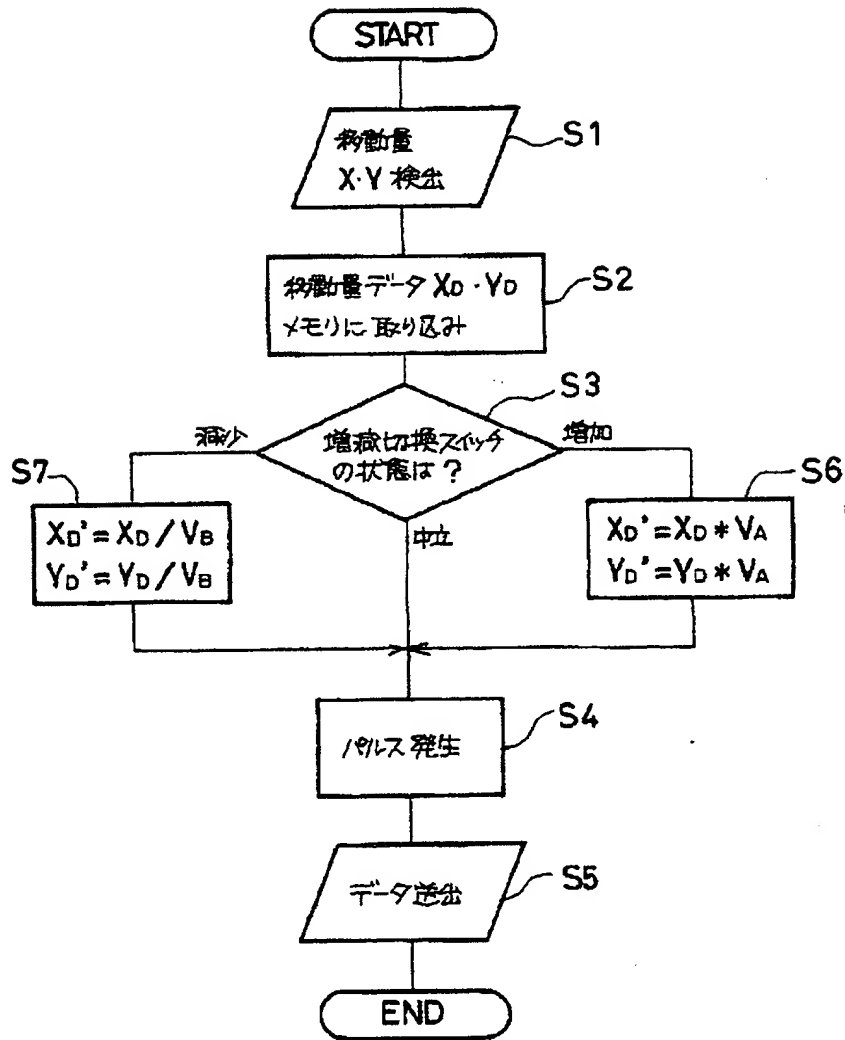 START
移動量
X・Y 検出
S1
移動量データ XD・YD
メモリに取り込み
S2
S3
増減切換スイッチ
の状態は?
減少
増加
中立
S7
XD'=XD/VB
YD'=YD/VB
S6
XD'=XD*VA
YD'=YD*VA
パルス発生
S4
データ送出
S5
END